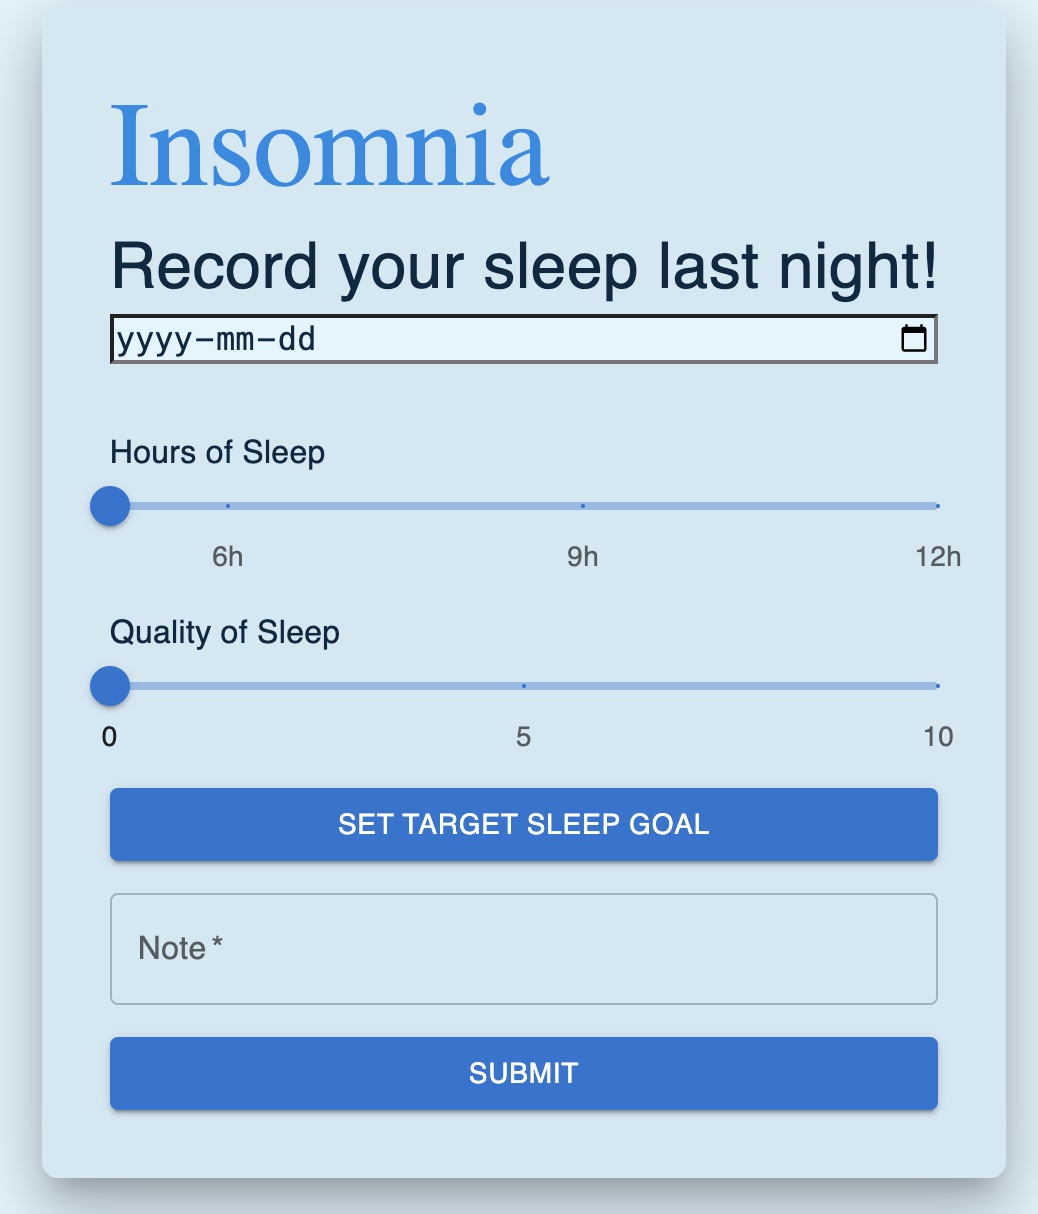 Insomnia
Record your sleep last night!
yyyy-mm-dd
Hours of Sleep
6h 9h 12h
Quality of Sleep
0 5 10
SET TARGET SLEEP GOAL
Note *
SUBMIT